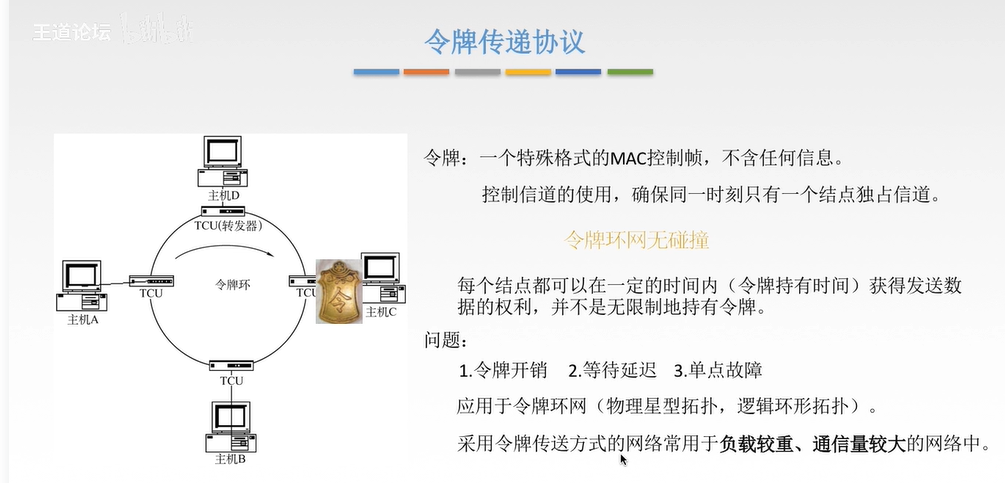 王道论坛
令牌传递协议
令牌：一个特殊格式的MAC控制帧，不含任何信息。
控制信道的使用，确保同一时刻只有一个结点独占信道。
令牌环网无碰撞
每个结点都可以在一定的时间内（令牌持有时间）获得发送数
据的权利，并不是无限制地持有令牌。
问题：
1.令牌开销 2.等待延迟 3.单点故障
应用于令牌环网（物理星型拓扑，逻辑环形拓扑）。
采用令牌传送方式的网络常用于负载较重、通信量较大的网络中。
主机D
TCU(转发器)
令牌环
TCU
主机A
TCU
令
主机C
TCU
主机B